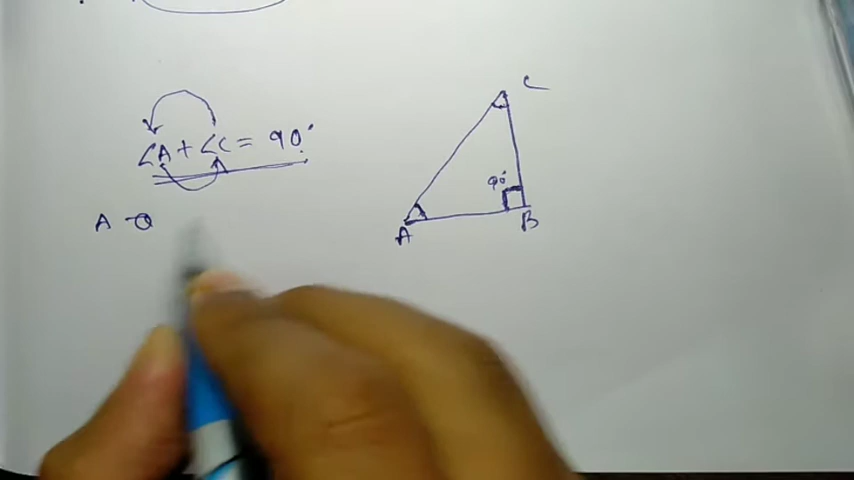 ∠A + ∠C = 90°
A
C
90°
A
B